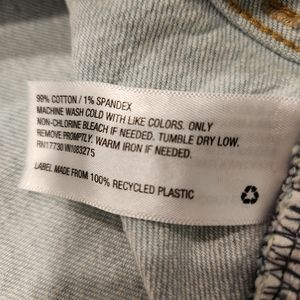 99% COTTON / 1% SPANDEX
MACHINE WASH COLD WITH LIKE COLORS. ONLY
NON-CHLORINE BLEACH IF NEEDED. TUMBLE DRY LOW.
REMOVE PROMPTLY. WARM IRON IF NEEDED.
RN17730 VN1083275
LABEL MADE FROM 100% RECYCLED PLASTIC